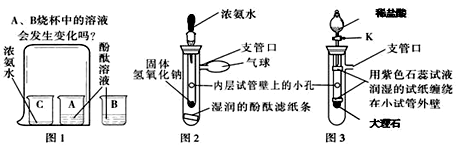 A、B烧杯中的溶液
会发生变化吗?
浓氨水
酚酞溶液
C
A
B
图1
浓氨水
支管口
气球
固体氢氧化钠
内层试管壁上的小孔
湿润的酚酞滤纸条
图2
稀盐酸
K
支管口
用紫色石蕊试液
润湿的试纸缠绕
在小试管外壁
大理石
图3